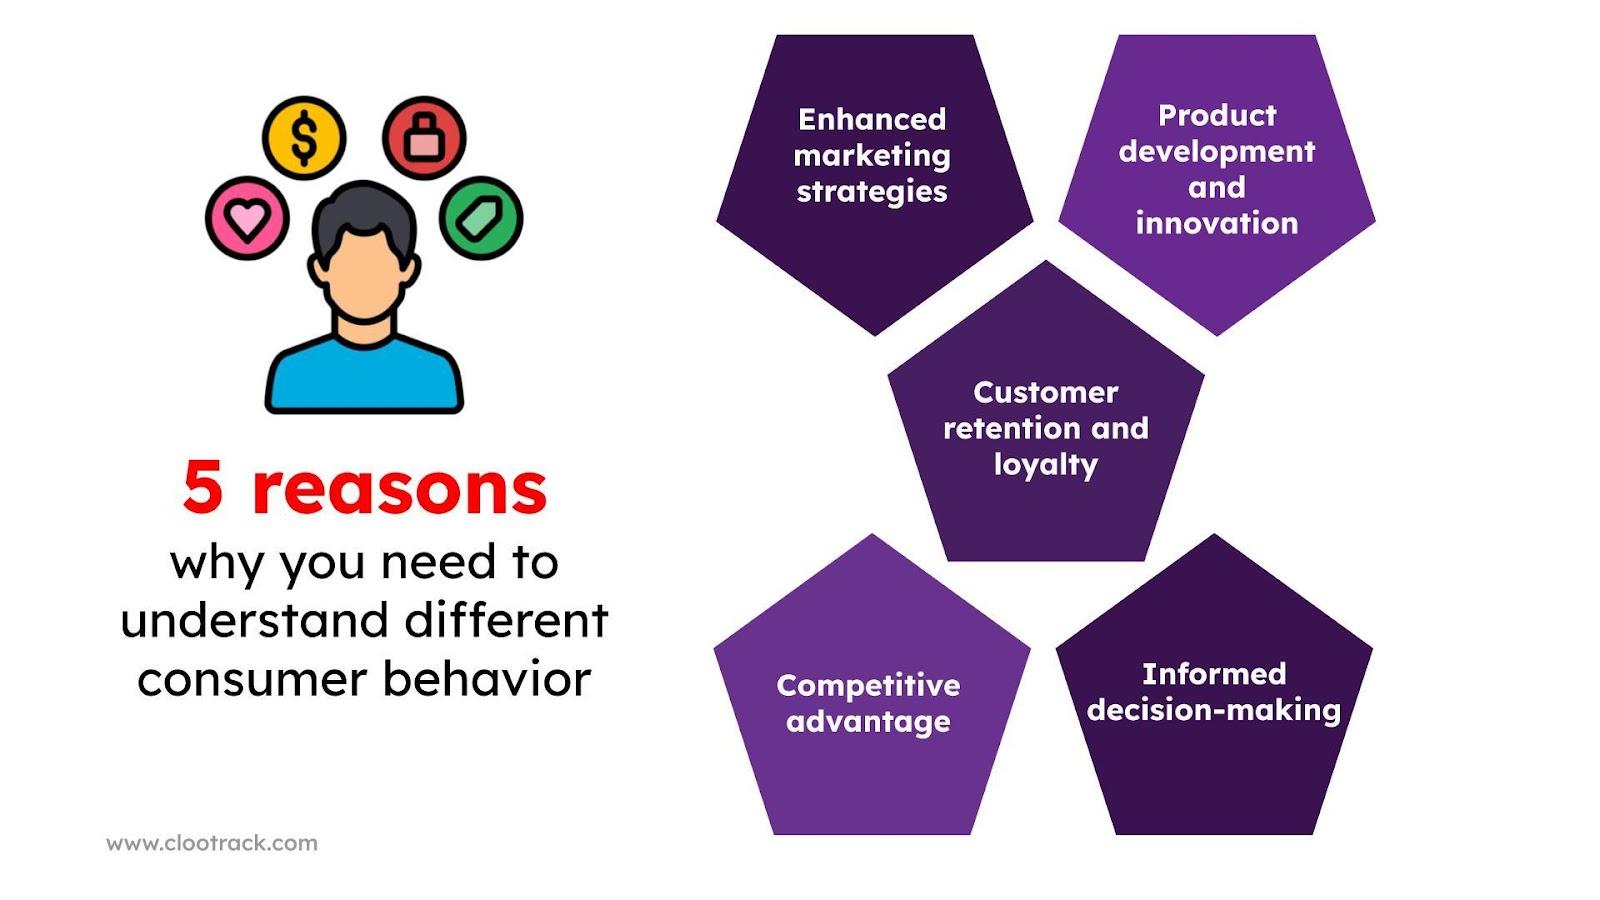 5 reasons
why you need to
understand different
consumer behavior
www.clootrack.com
Enhanced
marketing
strategies
Product
development
and
innovation
Customer
retention and
loyalty
Competitive
advantage
Informed
decision-making